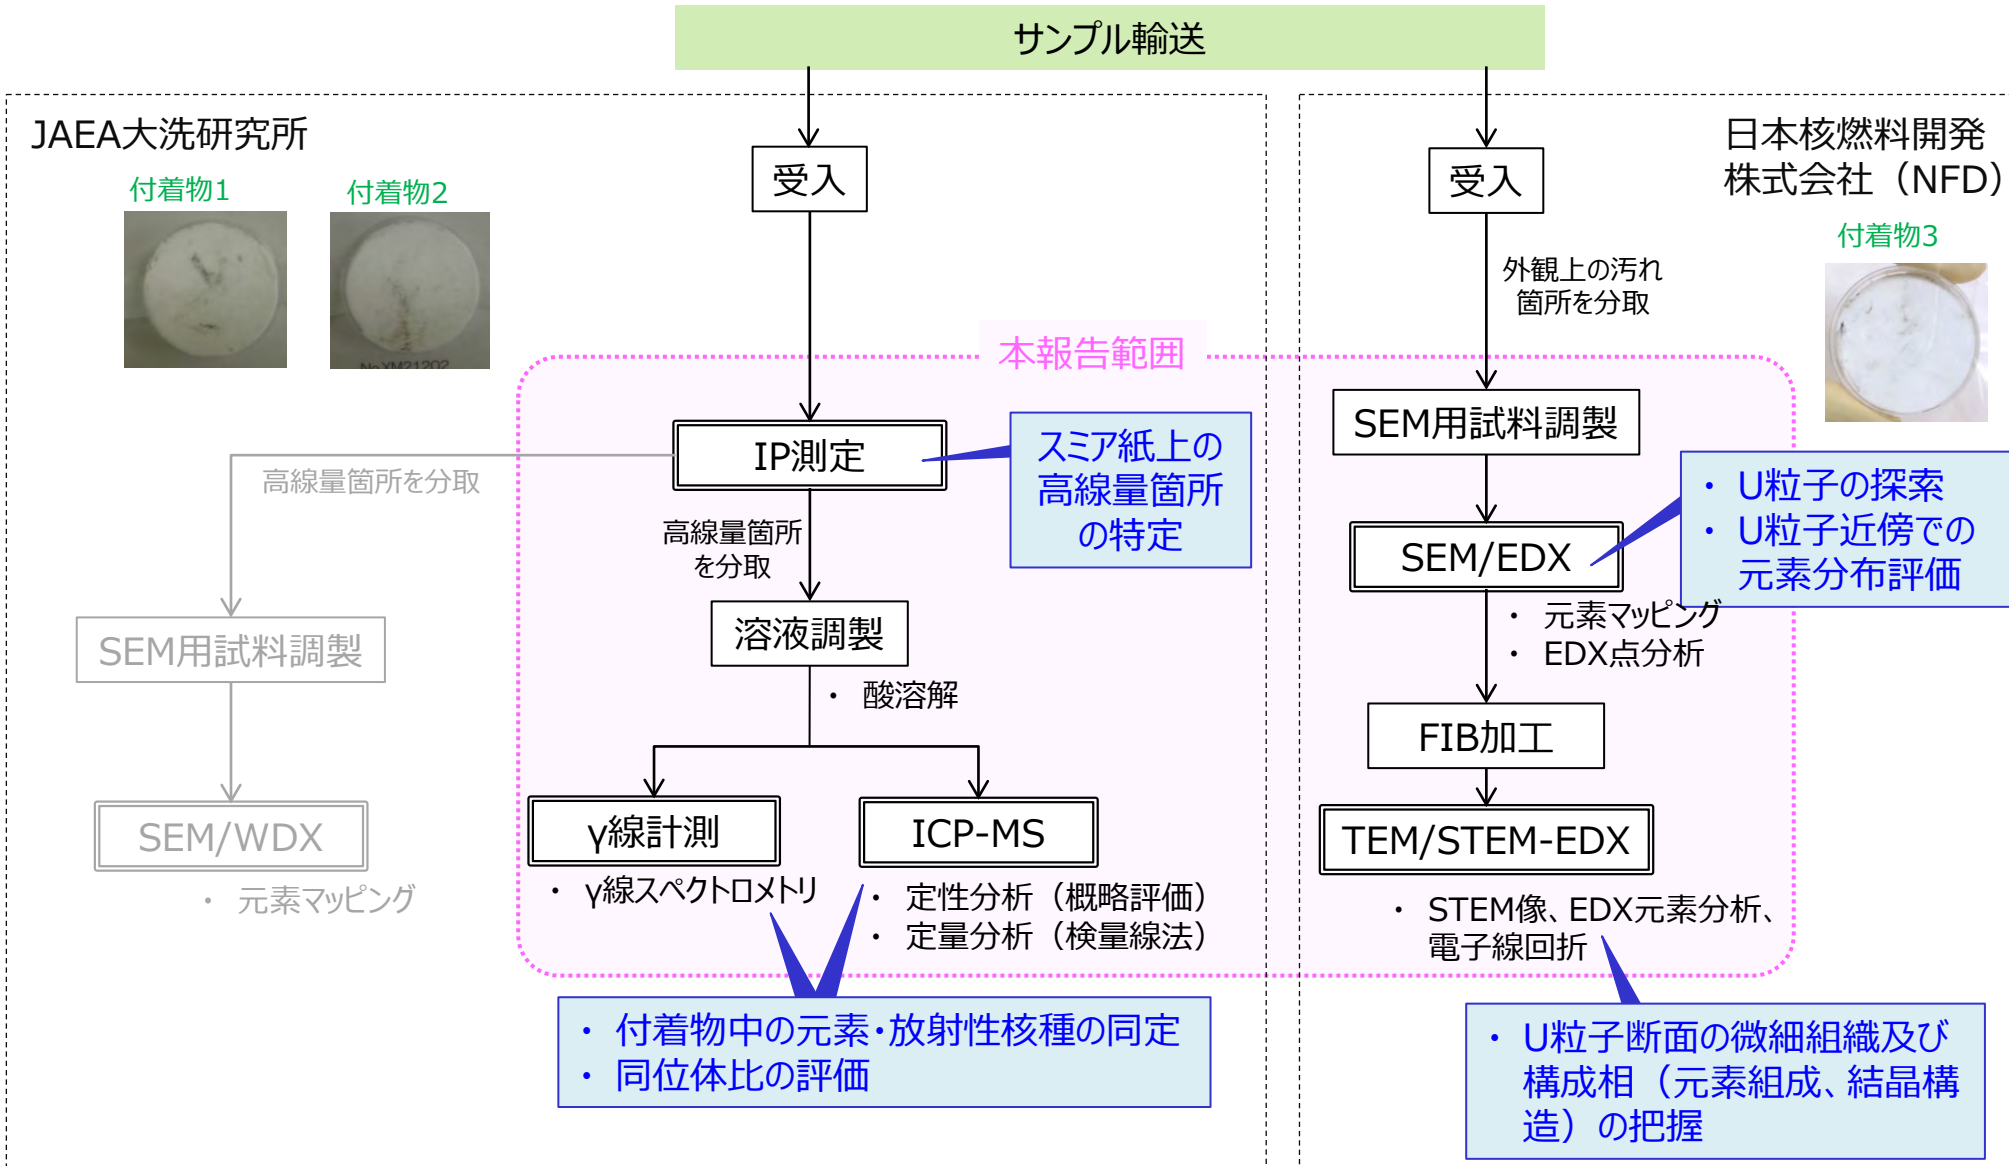 サンプル輸送
JAEA大洗研究所
付着物1
付着物2
No.XM21202
受入
本報告範囲
IP測定
スミア紙上の
高線量箇所
の特定
高線量箇所を分取
高線量箇所
を分取
SEM用試料調製
SEM/WDX
・ 元素マッピング
溶液調製
・ 酸溶解
γ線計測
・ γ線スペクトロメトリ
ICP-MS
・ 定性分析（概略評価）
・ 定量分析（検量線法）
・ 付着物中の元素・放射性核種の同定
・ 同位体比の評価
日本核燃料開発
株式会社（NFD）
付着物3
受入
外観上の汚れ
箇所を分取
SEM用試料調製
SEM/EDX
・ U粒子の探索
・ U粒子近傍での
元素分布評価
・ 元素マッピング
・ EDX点分析
FIB加工
TEM/STEM-EDX
・ STEM像、EDX元素分析、
電子線回折
・ U粒子断面の微細組織及び
構成相（元素組成、結晶構
造）の把握